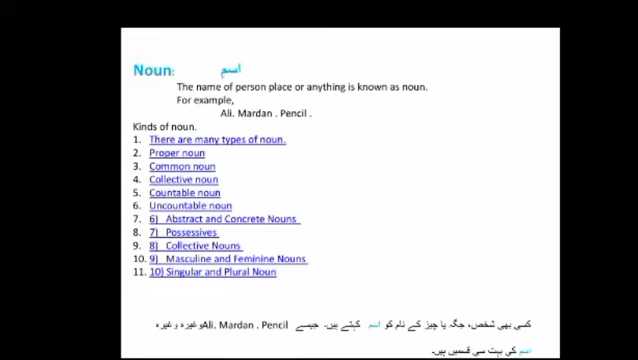 Noun: اسم
The name of person place or anything is known as noun.
For example,
Ali. Mardan . Pencil .
Kinds of noun.
1. There are many types of noun.
2. Proper noun
3. Common noun
4. Collective noun
5. Countable noun
6. Uncountable noun
7. 6) Abstract and Concrete Nouns
8. 7) Possessives
9. 8) Collective Nouns
10. 9) Masculine and Feminine Nouns
11. 10) Singular and Plural Noun
کسی بھی شخص، جگہ یا چیز کے نام کو اسم کہتے ہیں۔ جیسے Ali. Mardan . Pencil وغیرہ وغیرہ
اسم کی بہت سی قسمیں ہیں۔